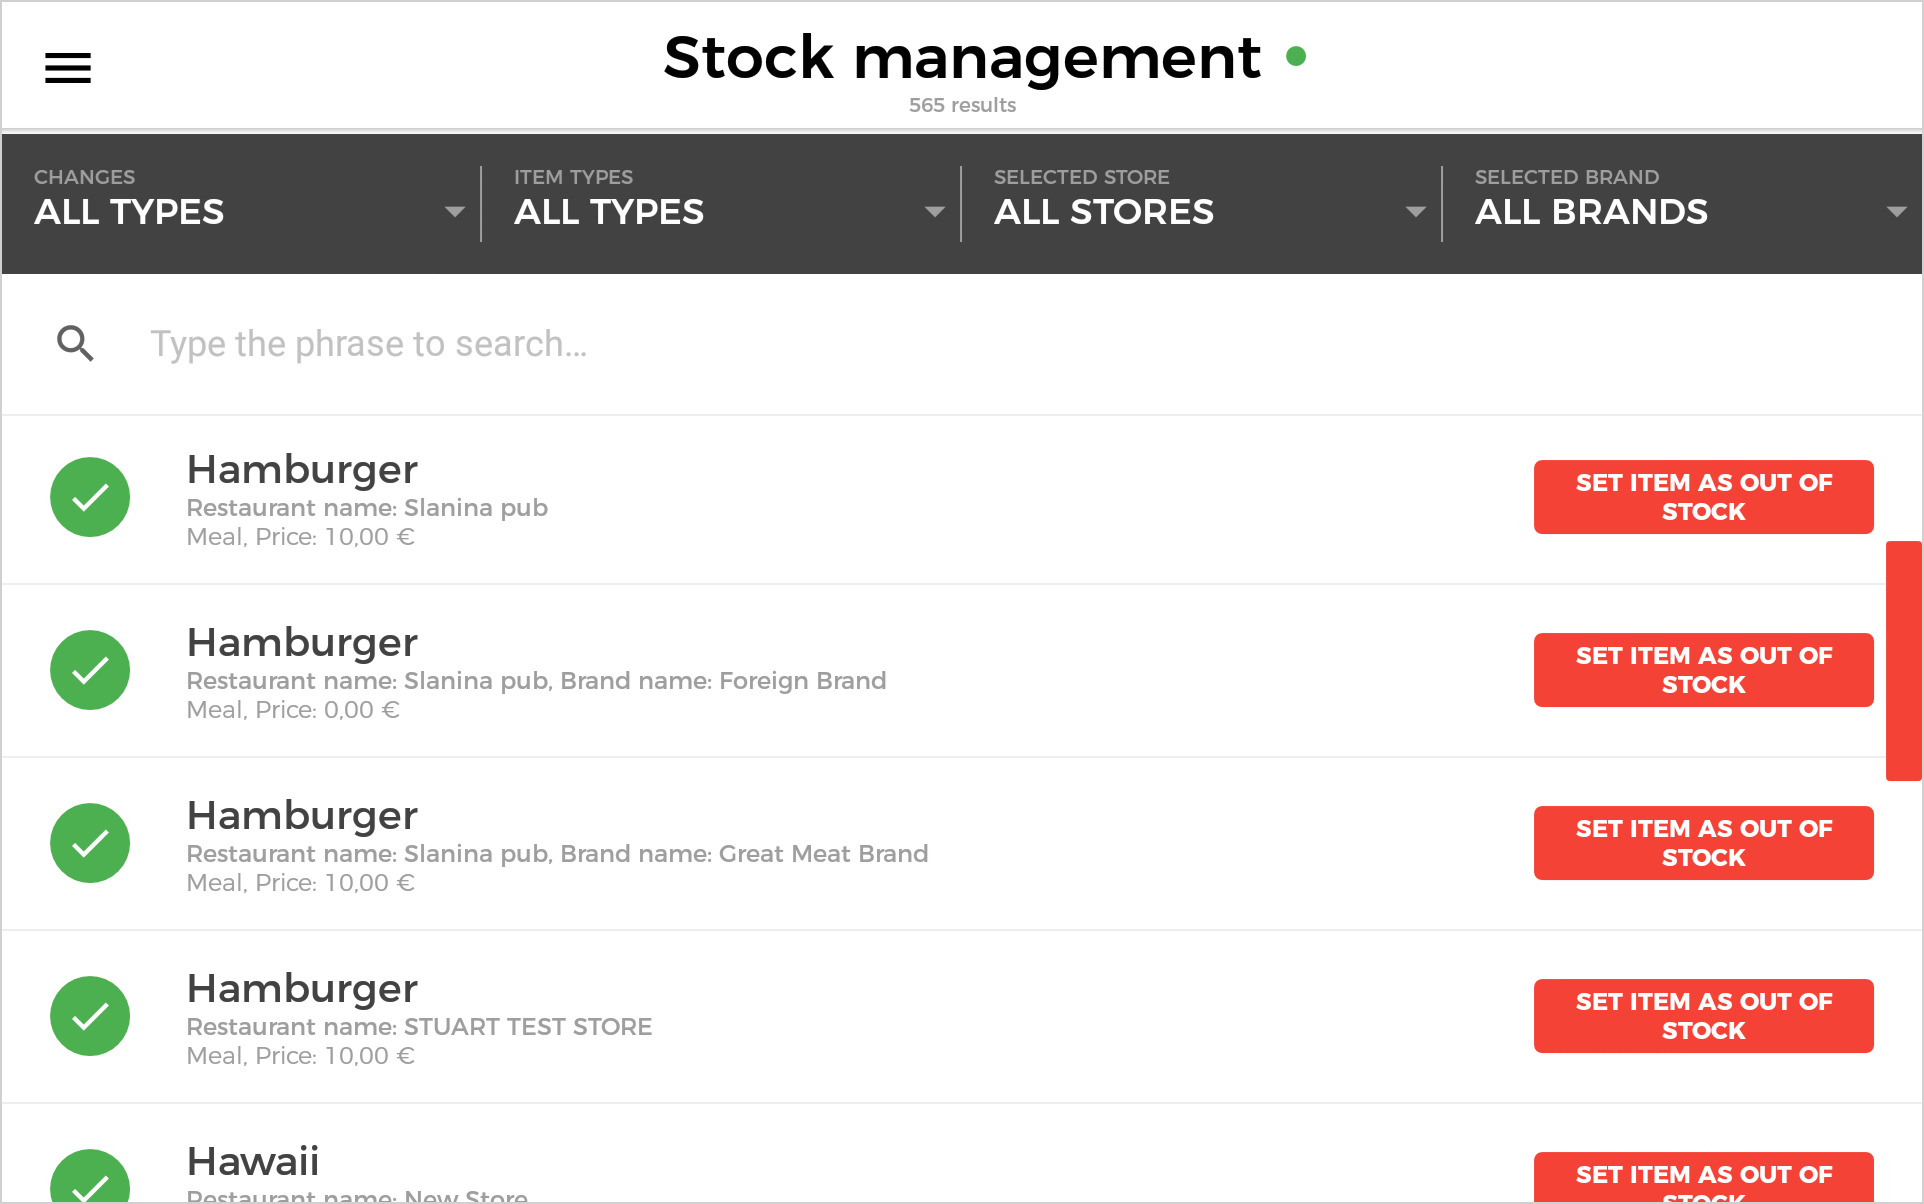 Stock management
565 results
CHANGES
ALL TYPES
ITEM TYPES
ALL TYPES
SELECTED STORE
ALL STORES
SELECTED BRAND
ALL BRANDS
Type the phrase to search...
Hamburger
Restaurant name: Slanina pub
Meal, Price: 10,00 €
SET ITEM AS OUT OF
STOCK
Hamburger
Restaurant name: Slanina pub, Brand name: Foreign Brand
Meal, Price: 0,00 €
SET ITEM AS OUT OF
STOCK
Hamburger
Restaurant name: Slanina pub, Brand name: Great Meat Brand
Meal, Price: 10,00 €
SET ITEM AS OUT OF
STOCK
Hamburger
Restaurant name: STUART TEST STORE
Meal, Price: 10,00 €
SET ITEM AS OUT OF
STOCK
Hawaii
Restaurant name: New Store
SET ITEM AS OUT OF
STOCK